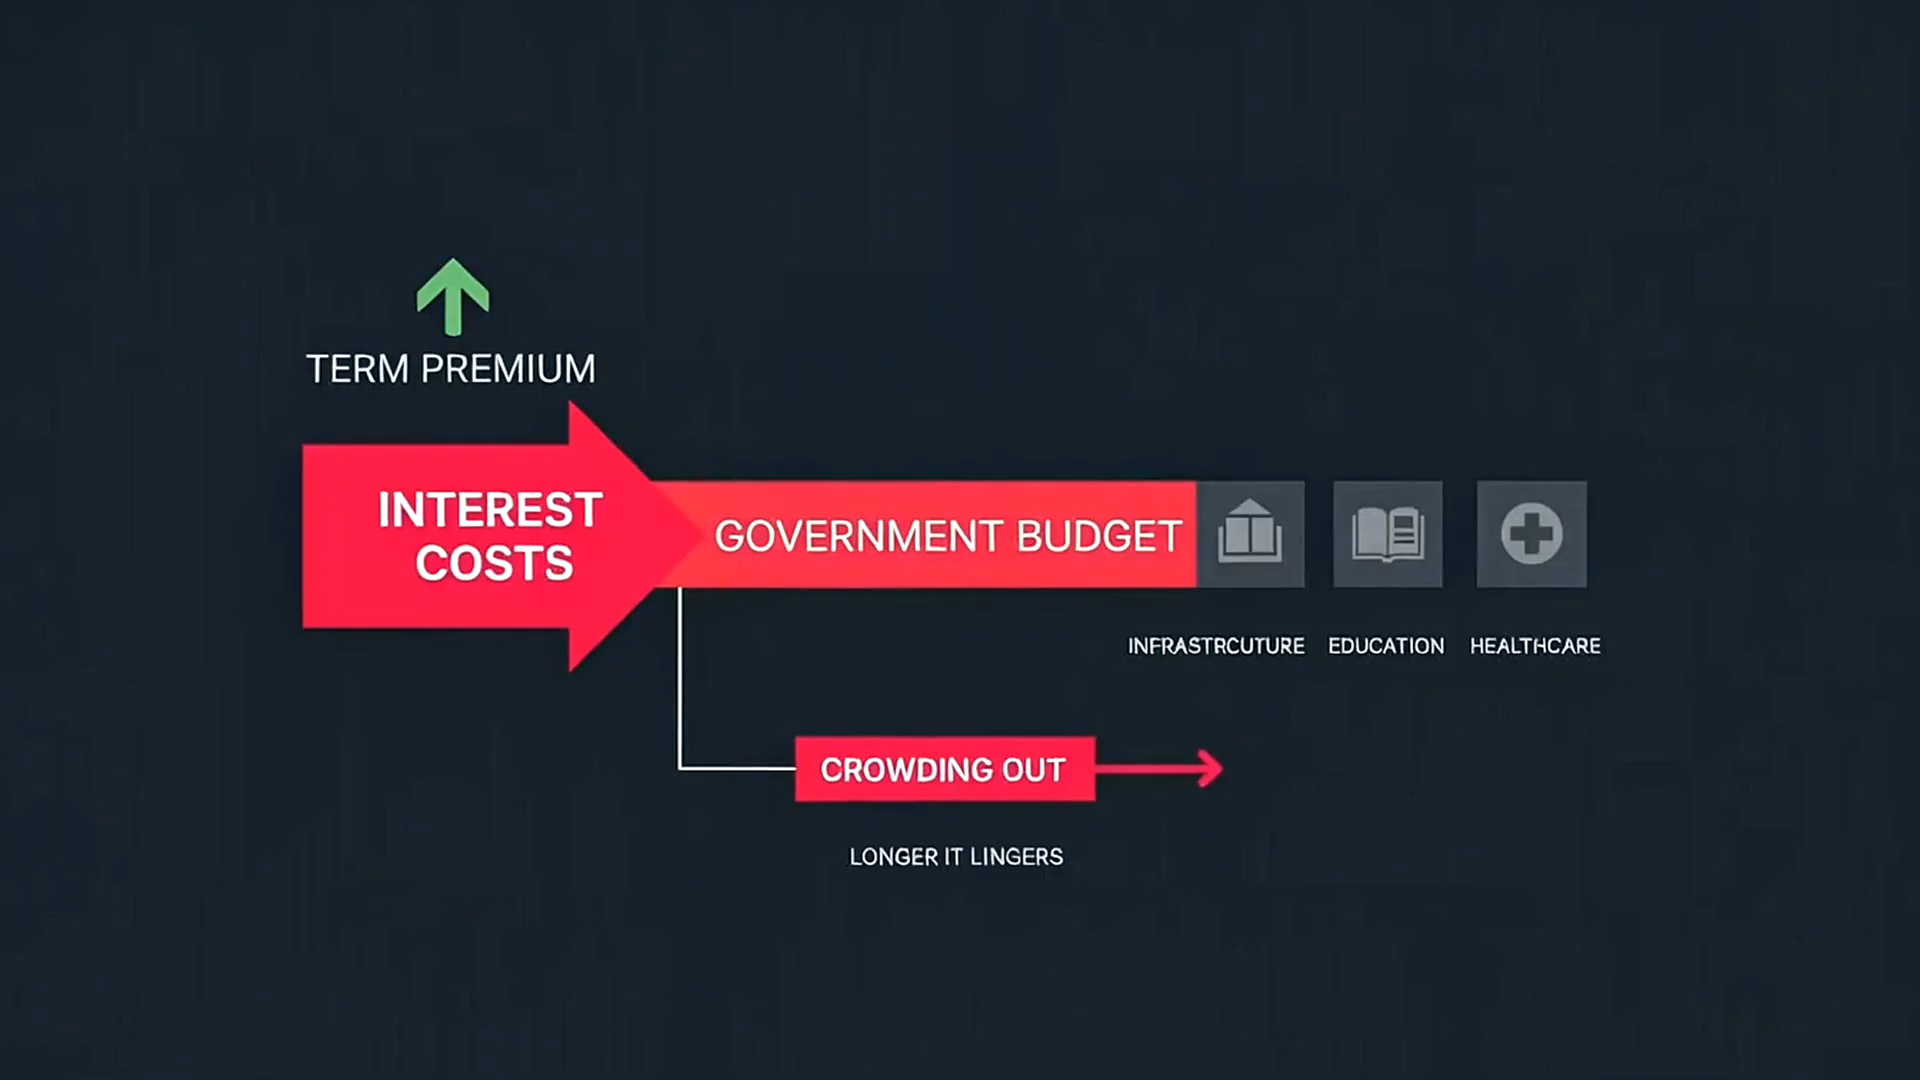 TERM PREMIUM
INTEREST
COSTS
GOVERNMENT BUDGET
INFRASTRCUTURE
EDUCATION
HEALTHCARE
CROWDING OUT
LONGER IT LINGERS